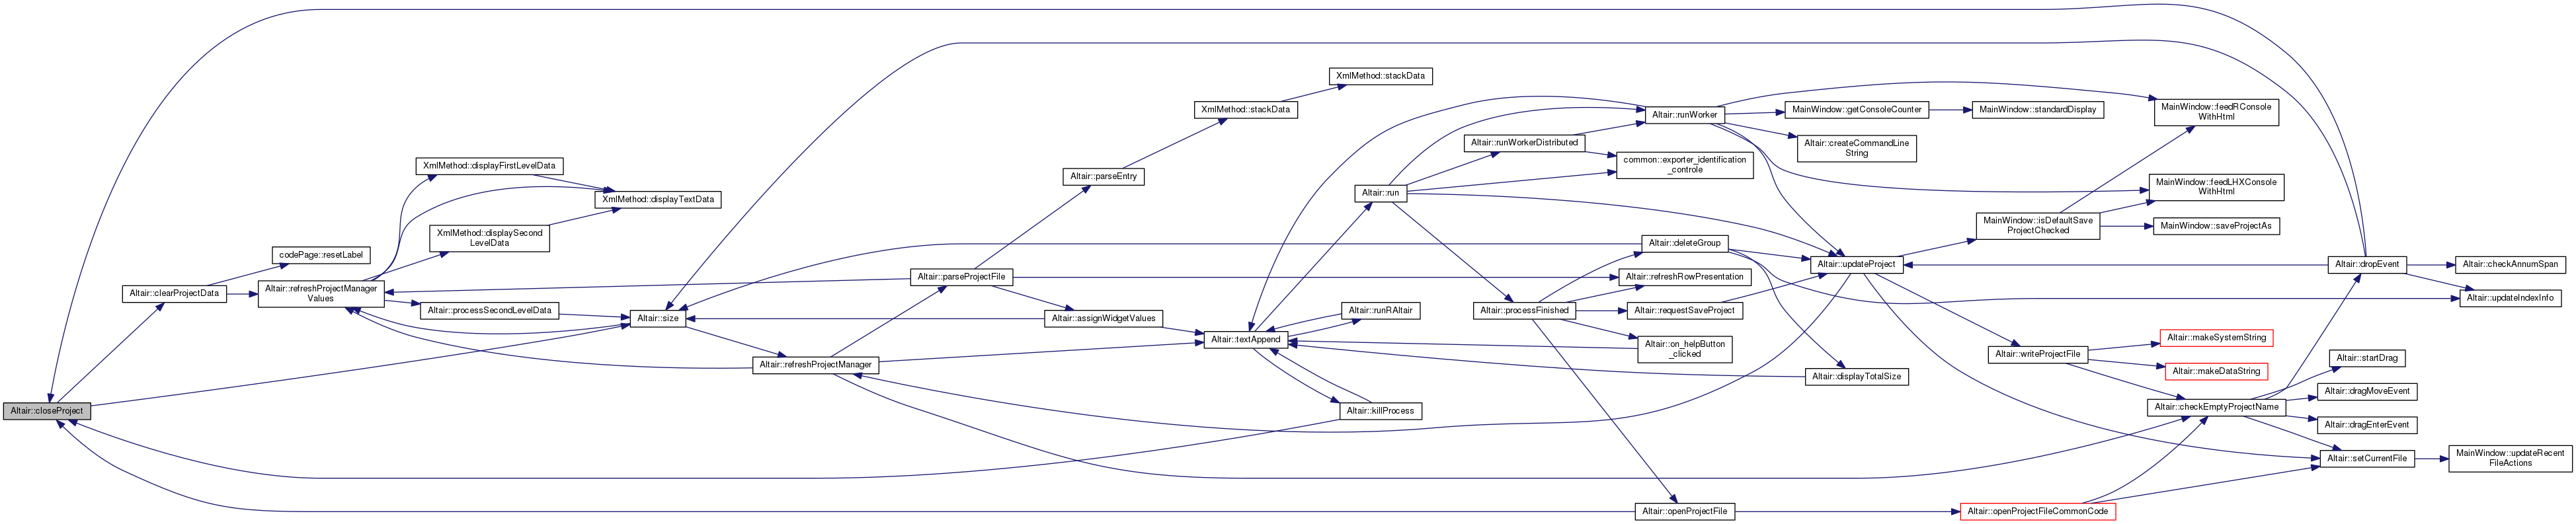 Altair::closeProject
Altair::clearProjectData
codePage::resetLabel
Altair::refreshProjectManager
Values
XmlMethod::displayFirstLevelData
XmlMethod::displaySecond
LevelData
Altair::processSecondLevelData
XmlMethod::displayTextData
Altair::size
Altair::refreshProjectManager
Altair::parseProjectFile
Altair::parseEntry
Altair::assignWidgetValues
XmlMethod::stackData
XmlMethod::stackData
Altair::textAppend
Altair::run
Altair::runRAltair
Altair::killProcess
Altair::runWorkerDistributed
Altair::processFinished
Altair::runWorker
common::exporter_identification
_controle
Altair::deleteGroup
Altair::refreshRowPresentation
Altair::requestSaveProject
Altair::on_helpButton
_clicked
Altair::openProjectFile
MainWindow::getConsoleCounter
Altair::createCommandLine
String
Altair::updateProject
Altair::displayTotalSize
MainWindow::standardDisplay
MainWindow::isDefaultSave
ProjectChecked
Altair::writeProjectFile
Altair::openProjectFileCommonCode
MainWindow::feedRConsole
WithHtml
MainWindow::feedLHXConsole
WithHtml
MainWindow::saveProjectAs
Altair::makeSystemString
Altair::makeDataString
Altair::checkEmptyProjectName
Altair::dropEvent
Altair::startDrag
Altair::dragMoveEvent
Altair::dragEnterEvent
Altair::setCurrentFile
Altair::checkAnnumSpan
Altair::updateIndexInfo
MainWindow::updateRecent
FileActions